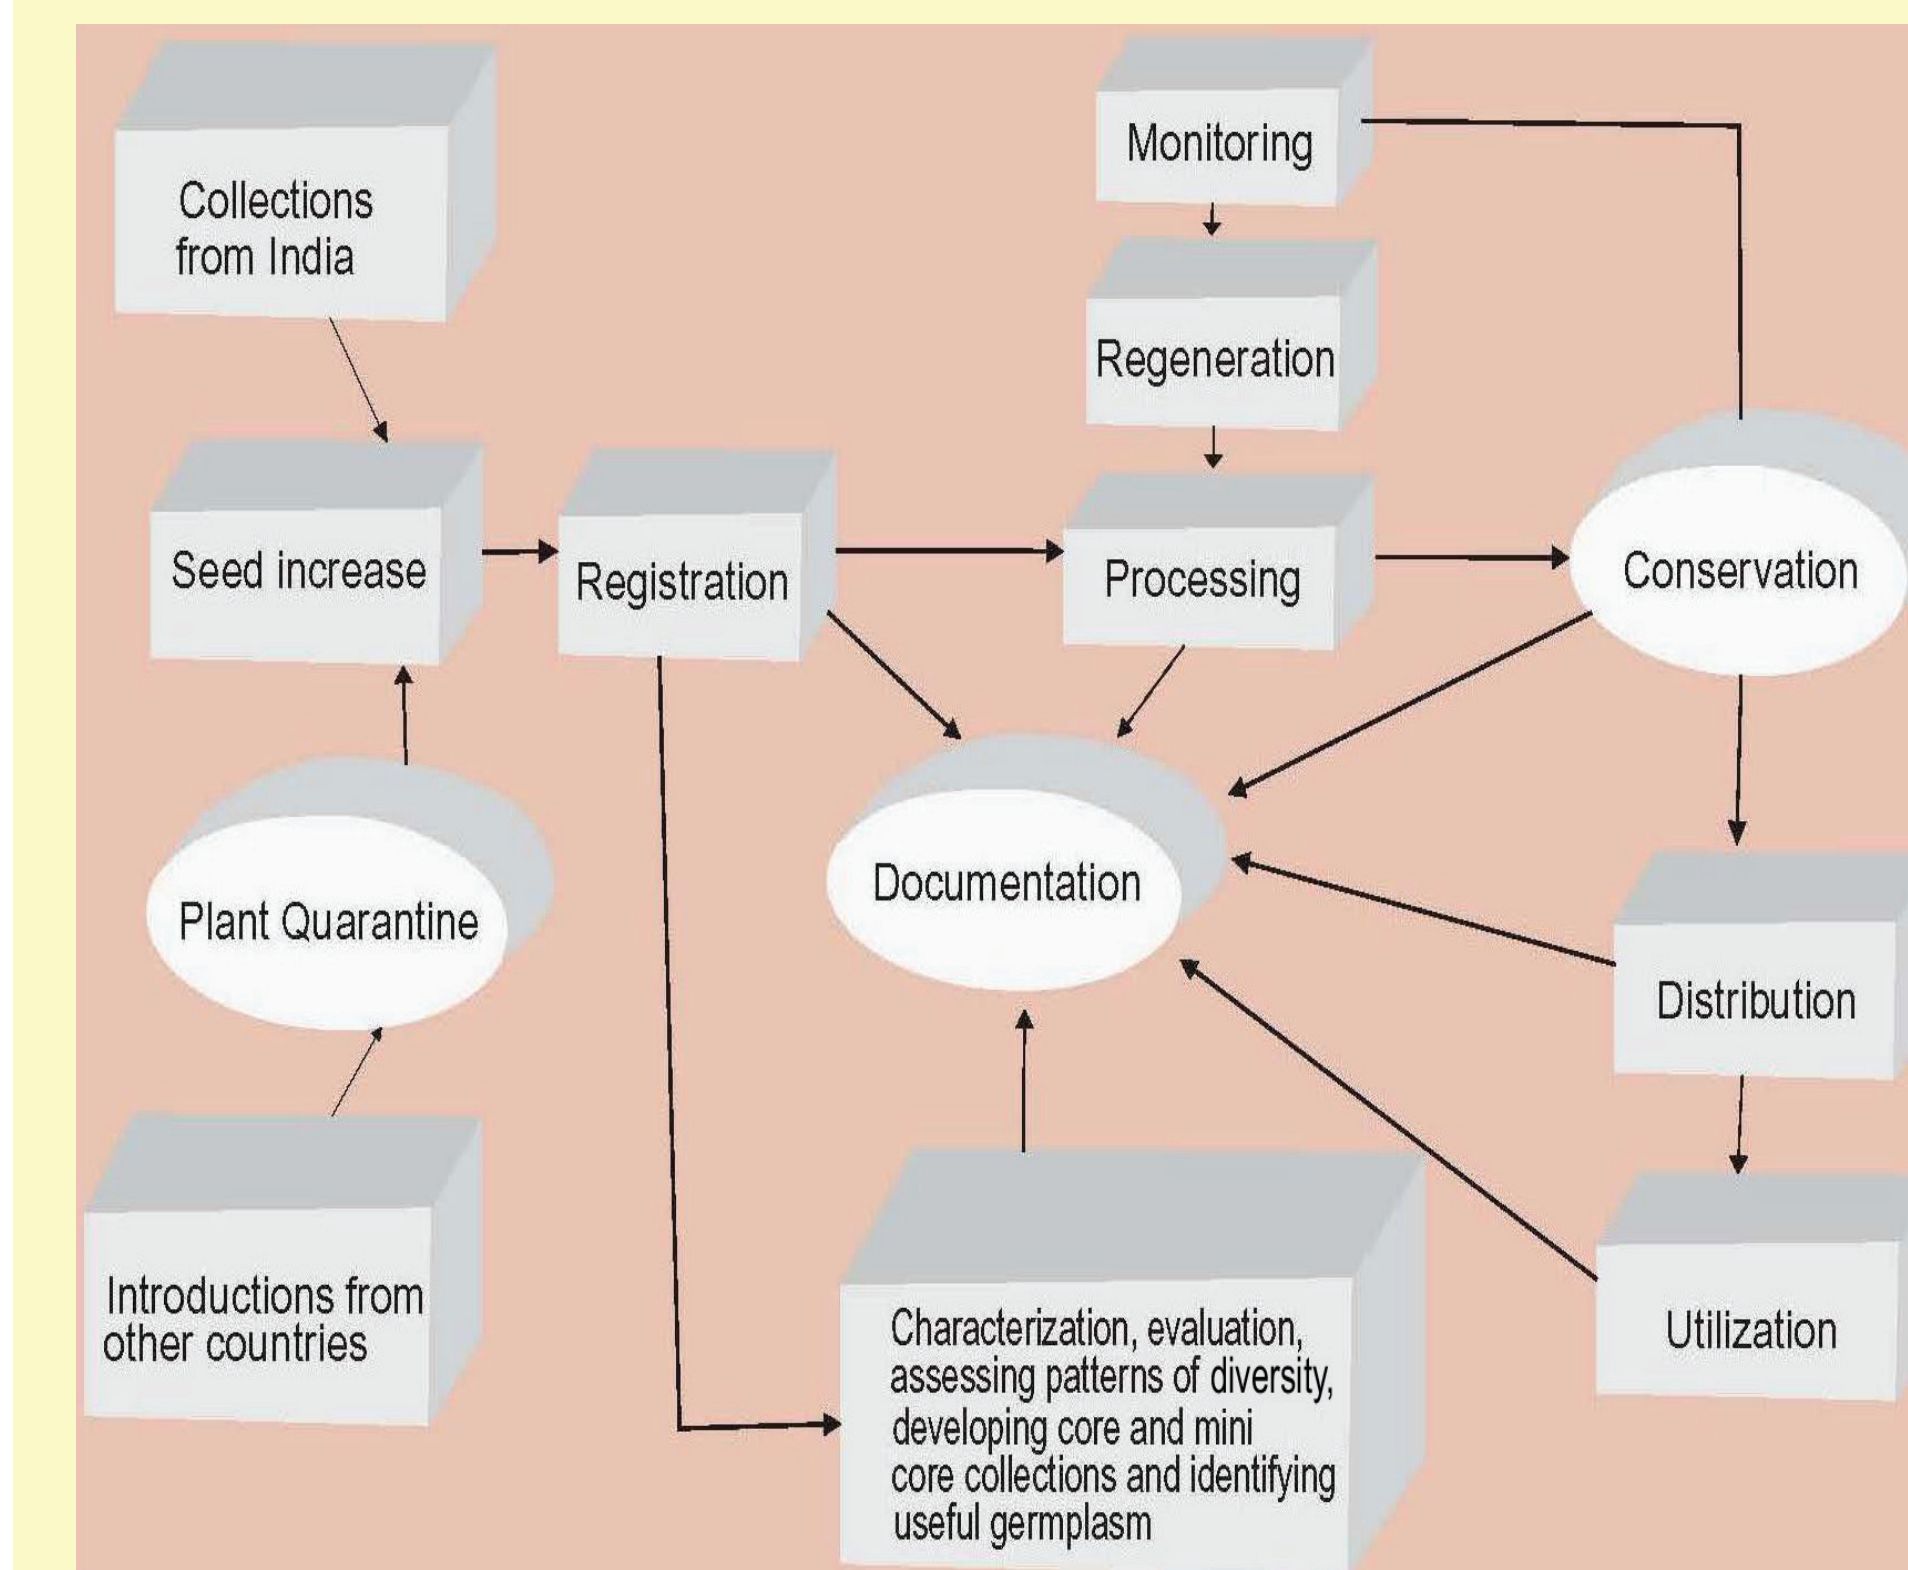 Collections
from India
Monitoring
Regeneration
Seed increase
Registration
Processing
Conservation
Plant Quarantine
Documentation
Distribution
Introductions from
other countries
Characterization, evaluation,
assessing patterns of diversity,
developing core and mini
core collections and identifying
useful germplasm
Utilization